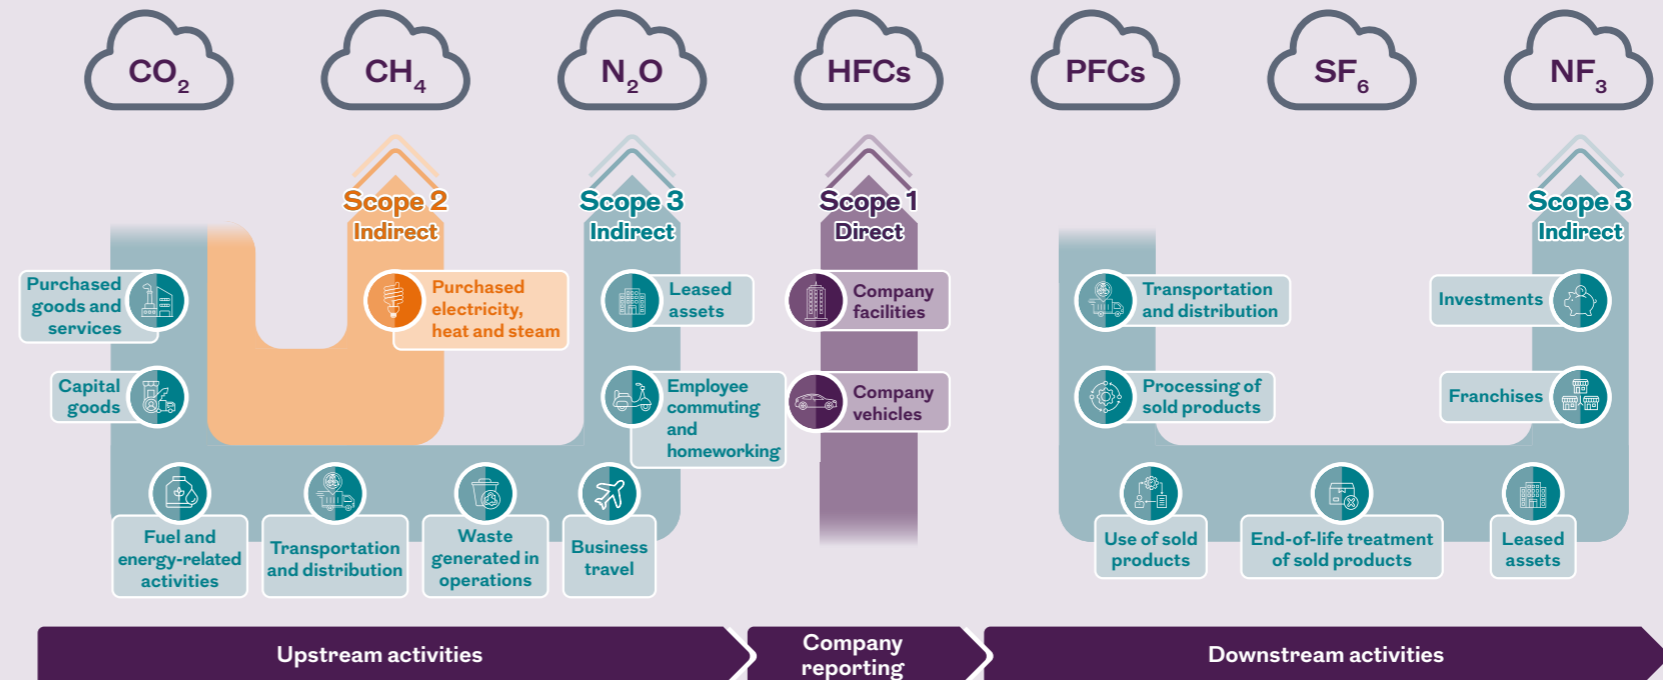 CO2
CH4
N2O
HFCs
PFCs
SF6
NF3
Scope 2
Indirect
Scope 3
Indirect
Scope 1
Direct
Scope 3
Indirect
Purchased
goods and
services
Capital
goods
Purchased
electricity,
heat and steam
Leased
assets
Employee
commuting
and
homeworking
Fuel and
energy-related
activities
Transportation
and distribution
Waste
generated in
operations
Business
travel
Company
facilities
Company
vehicles
Transportation
and distribution
Processing of
sold products
Investments
Franchises
Use of sold
products
End-of-life treatment
of sold products
Leased
assets
Upstream activities
Company
reporting
Downstream activities